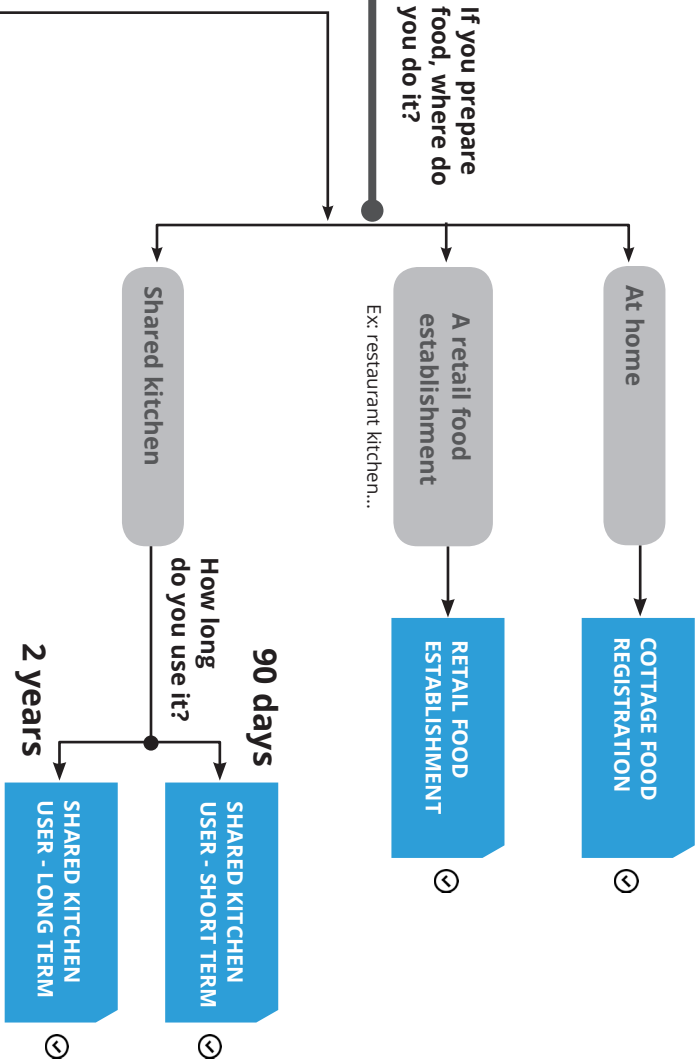 If you prepare
food, where do
you do it?
At home
COTTAGE FOOD
REGISTRATION
A retail food
establishment
Ex: restaurant kitchen...
RETAIL FOOD
ESTABLISHMENT
Shared kitchen
How long
do you use it?
90 days
SHARED KITCHEN
USER - SHORT TERM
2 years
SHARED KITCHEN
USER - LONG TERM